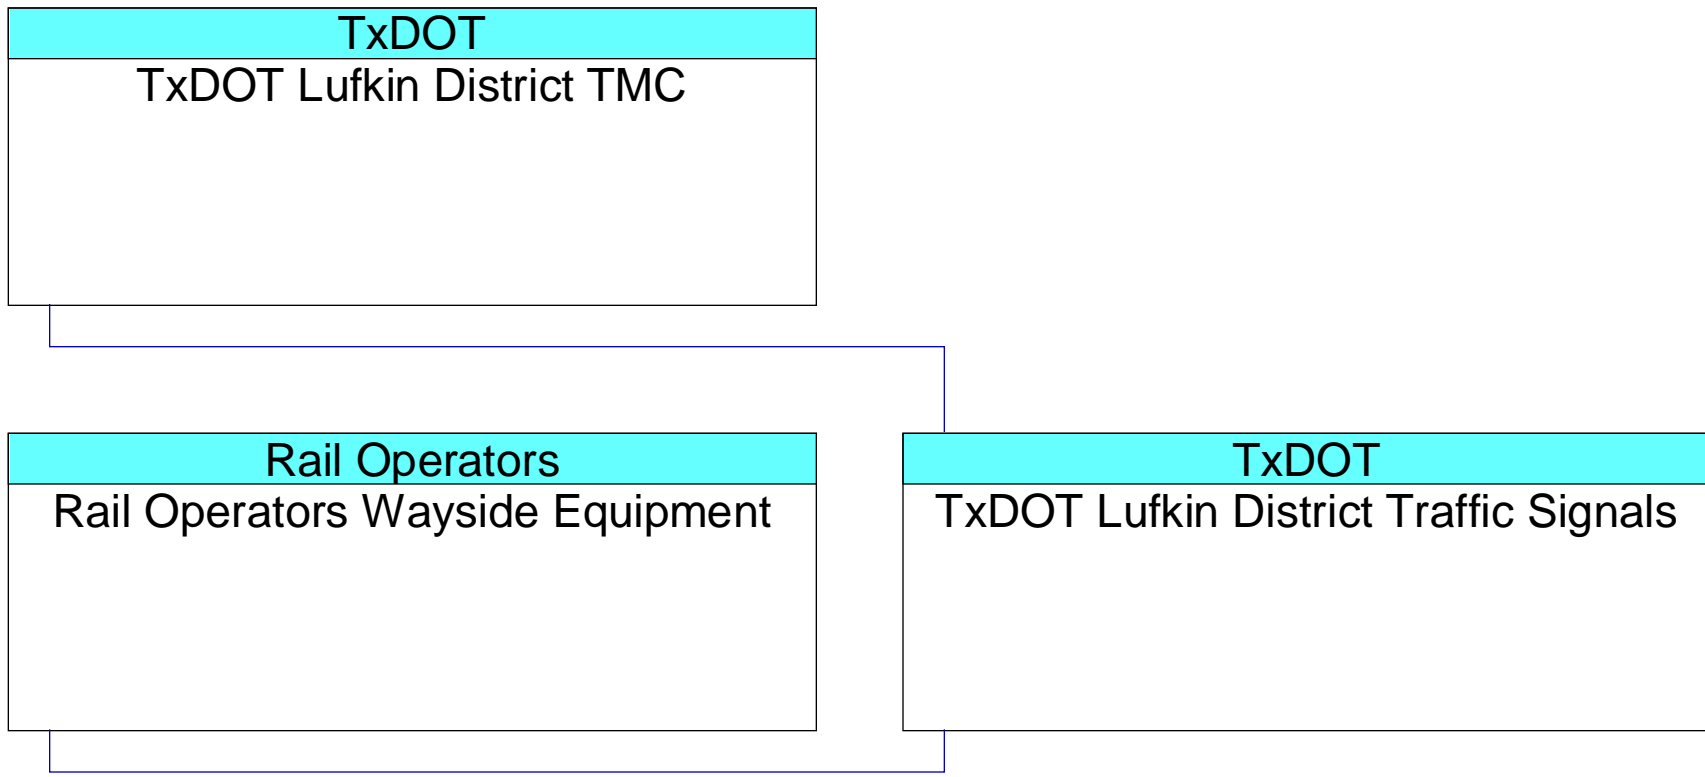 TxDOT
TxDOT Lufkin District TMC
Rail Operators
Rail Operators Wayside Equipment
TxDOT
TxDOT Lufkin District Traffic Signals